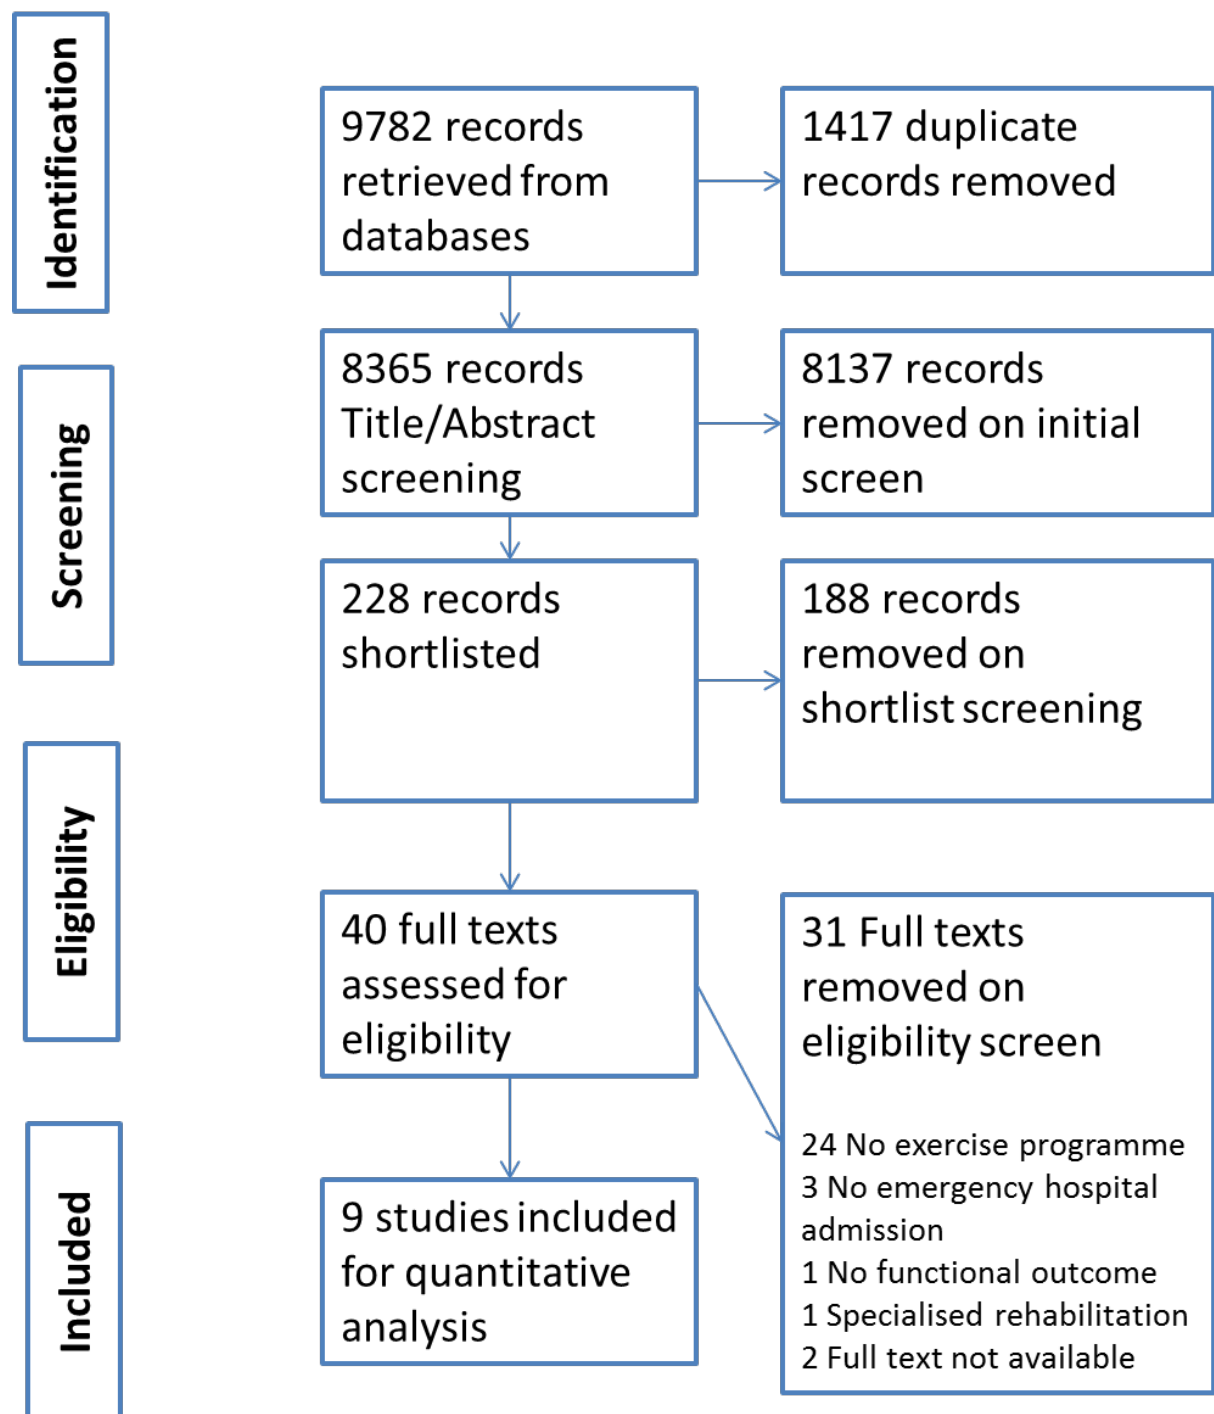 Identification
9782 records
retrieved from
databases
1417 duplicate
records removed
Screening
8365 records
Title/Abstract
screening
8137 records
removed on initial
screen
228 records
shortlisted
188 records
removed on
shortlist screening
Eligibility
40 full texts
assessed for
eligibility
31 Full texts
removed on
eligibility screen
24 No exercise programme
3 No emergency hospital
admission
1 No functional outcome
1 Specialised rehabilitation
2 Full text not available
Included
9 studies included
for quantitative
analysis